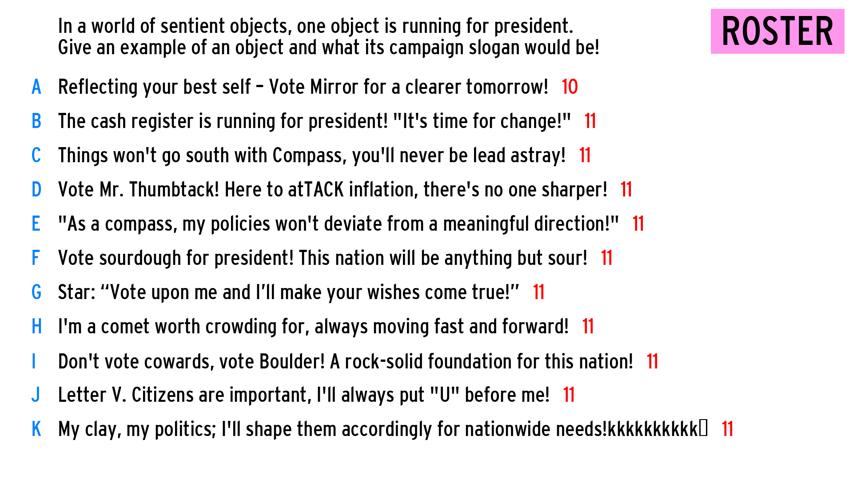 In a world of sentient objects, one object is running for president.
Give an example of an object and what its campaign slogan would be!
ROSTER
A Reflecting your best self – Vote Mirror for a clearer tomorrow! 10
B The cash register is running for president! "It's time for change!" 11
C Things won't go south with Compass, you'll never be lead astray! 11
D Vote Mr. Thumbtack! Here to atTACK inflation, there's no one sharper! 11
E "As a compass, my policies won't deviate from a meaningful direction!" 11
F Vote sourdough for president! This nation will be anything but sour! 11
G Star: “Vote upon me and I’ll make your wishes come true!” 11
H I'm a comet worth crowding for, always moving fast and forward! 11
I Don't vote cowards, vote Boulder! A rock-solid foundation for this nation! 11
J Letter V. Citizens are important, I'll always put "U" before me! 11
K My clay, my politics; I'll shape them accordingly for nationwide needs!kkkkkkkkkk▯ 11